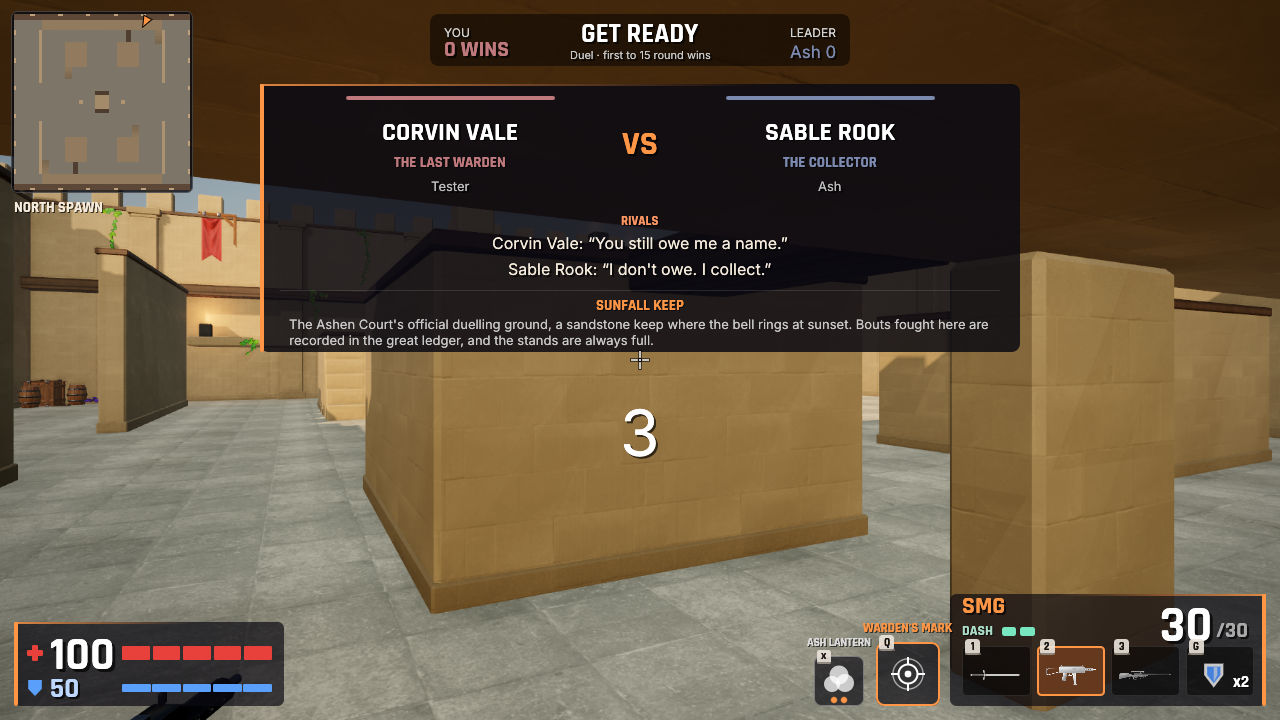 YOU
0 WINS
GET READY
Duel · first to 15 round wins
LEADER
Ash 0
NORTH SPAWN
CORVIN VALE
THE LAST WARDEN
Tester
VS
SABLE ROOK
THE COLLECTOR
Ash
RIVALS
Corvin Vale: “You still owe me a name.”
Sable Rook: “I don't owe. I collect.”
SUNFALL KEEP
The Ashen Court's official duelling ground, a sandstone keep where the bell rings at sunset. Bouts fought here are
recorded in the great ledger, and the stands are always full.
3
100
50
ASH LANTERN
X
WARDEN'S MARK
Q
SMG
DASH
30/30
1
2
3
G
x2